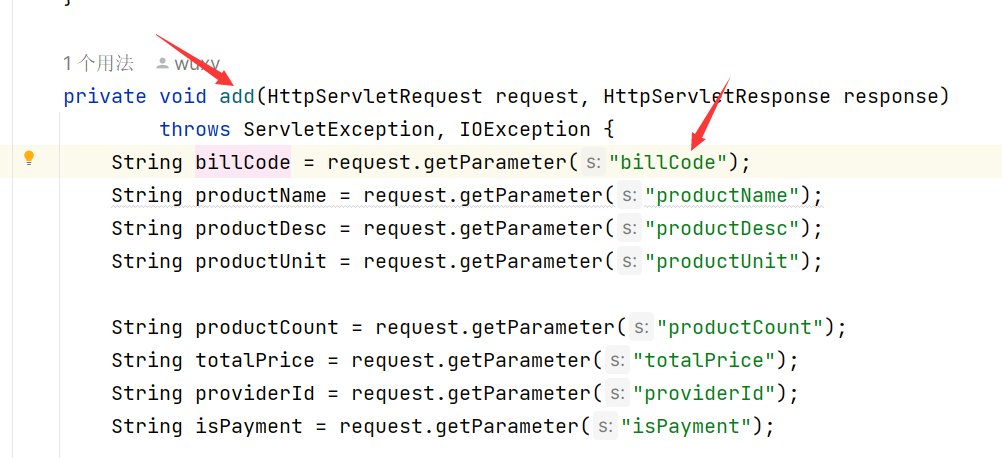 }
1 个用法 wuxy
private void add(HttpServletRequest request, HttpServletResponse response)
throws ServletException, IOException {
String billCode = request.getParameter( s: "billCode");
String productName = request.getParameter( s: "productName");
String productDesc = request.getParameter( s: "productDesc");
String productUnit = request.getParameter( s: "productUnit");
String productCount = request.getParameter( s: "productCount");
String totalPrice = request.getParameter( s: "totalPrice");
String providerId = request.getParameter( s: "providerId");
String isPayment = request.getParameter( s: "isPayment");